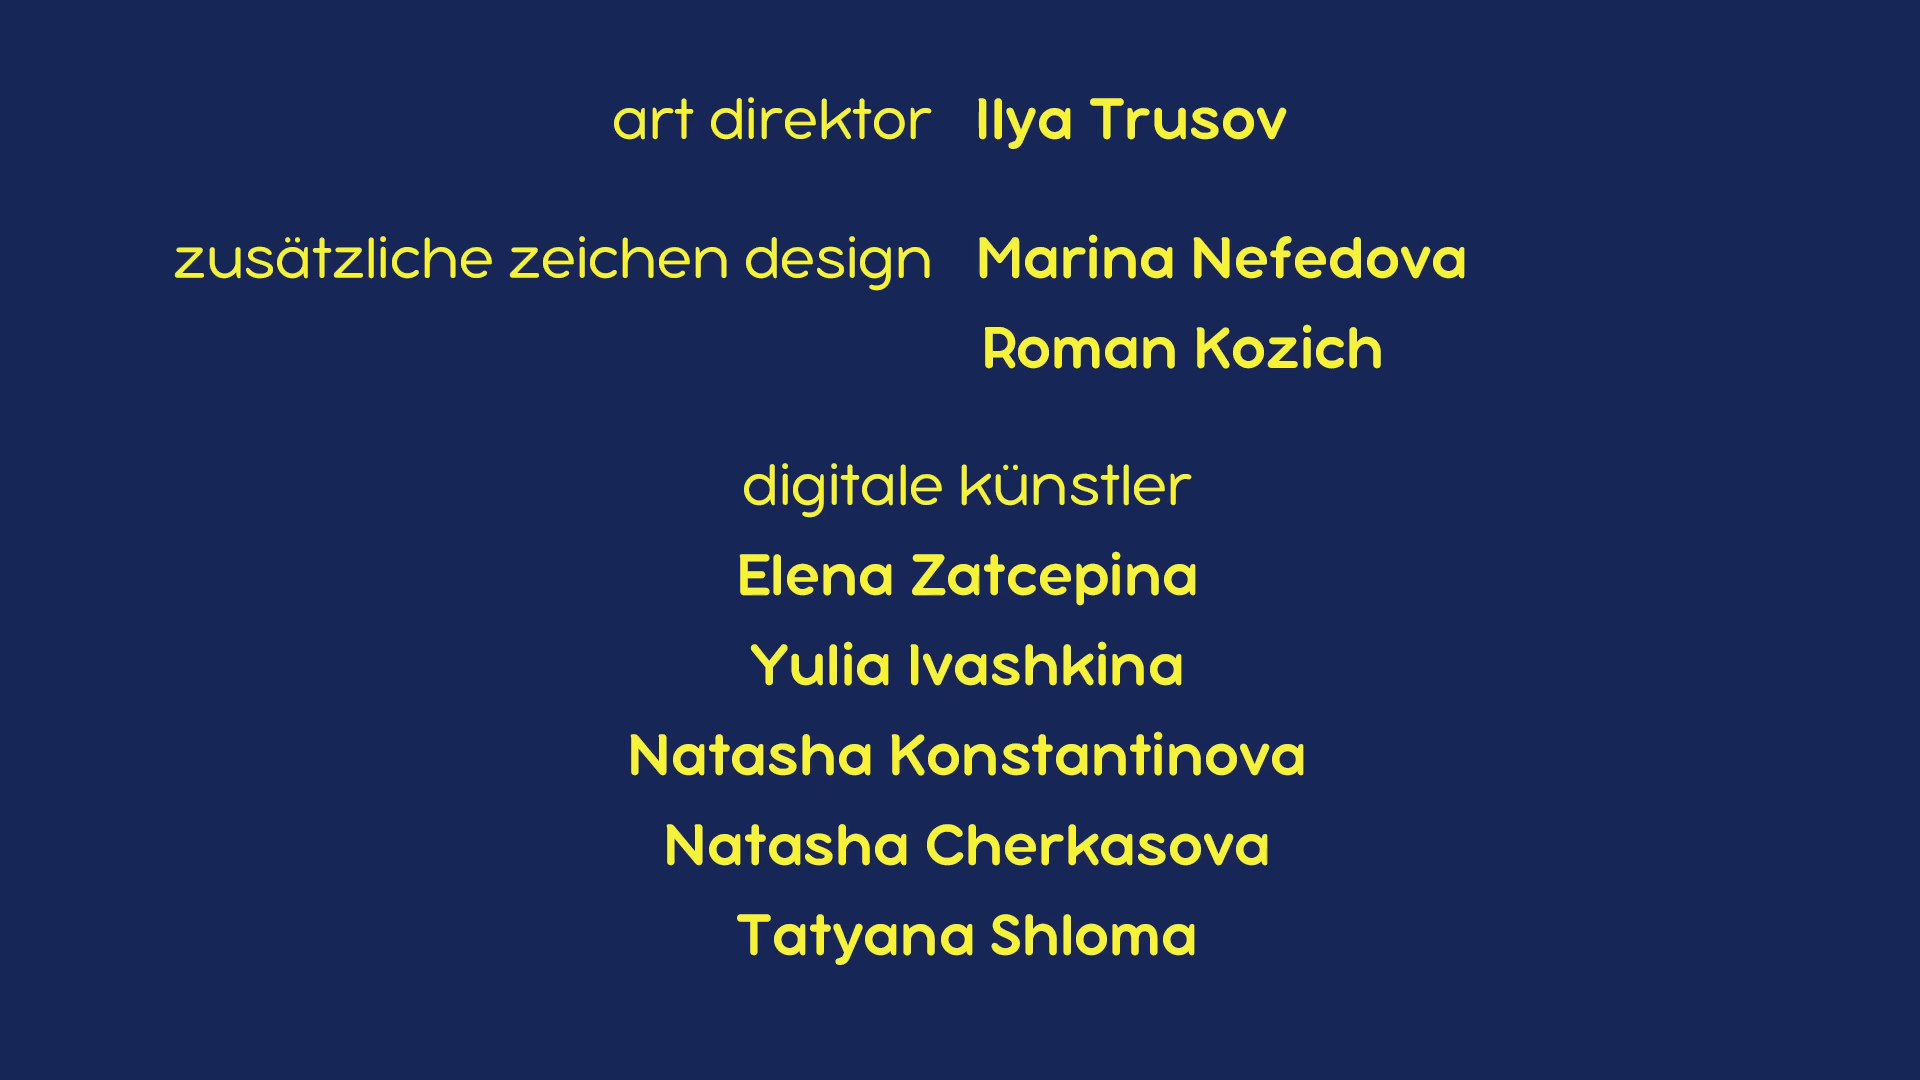 art direktor Ilya Trusov
zusätzliche zeichen design Marina Nefedova
Roman Kozich
digitale künstler
Elena Zatcepina
Yulia Ivashkina
Natasha Konstantinova
Natasha Cherkasova
Tatyana Shloma